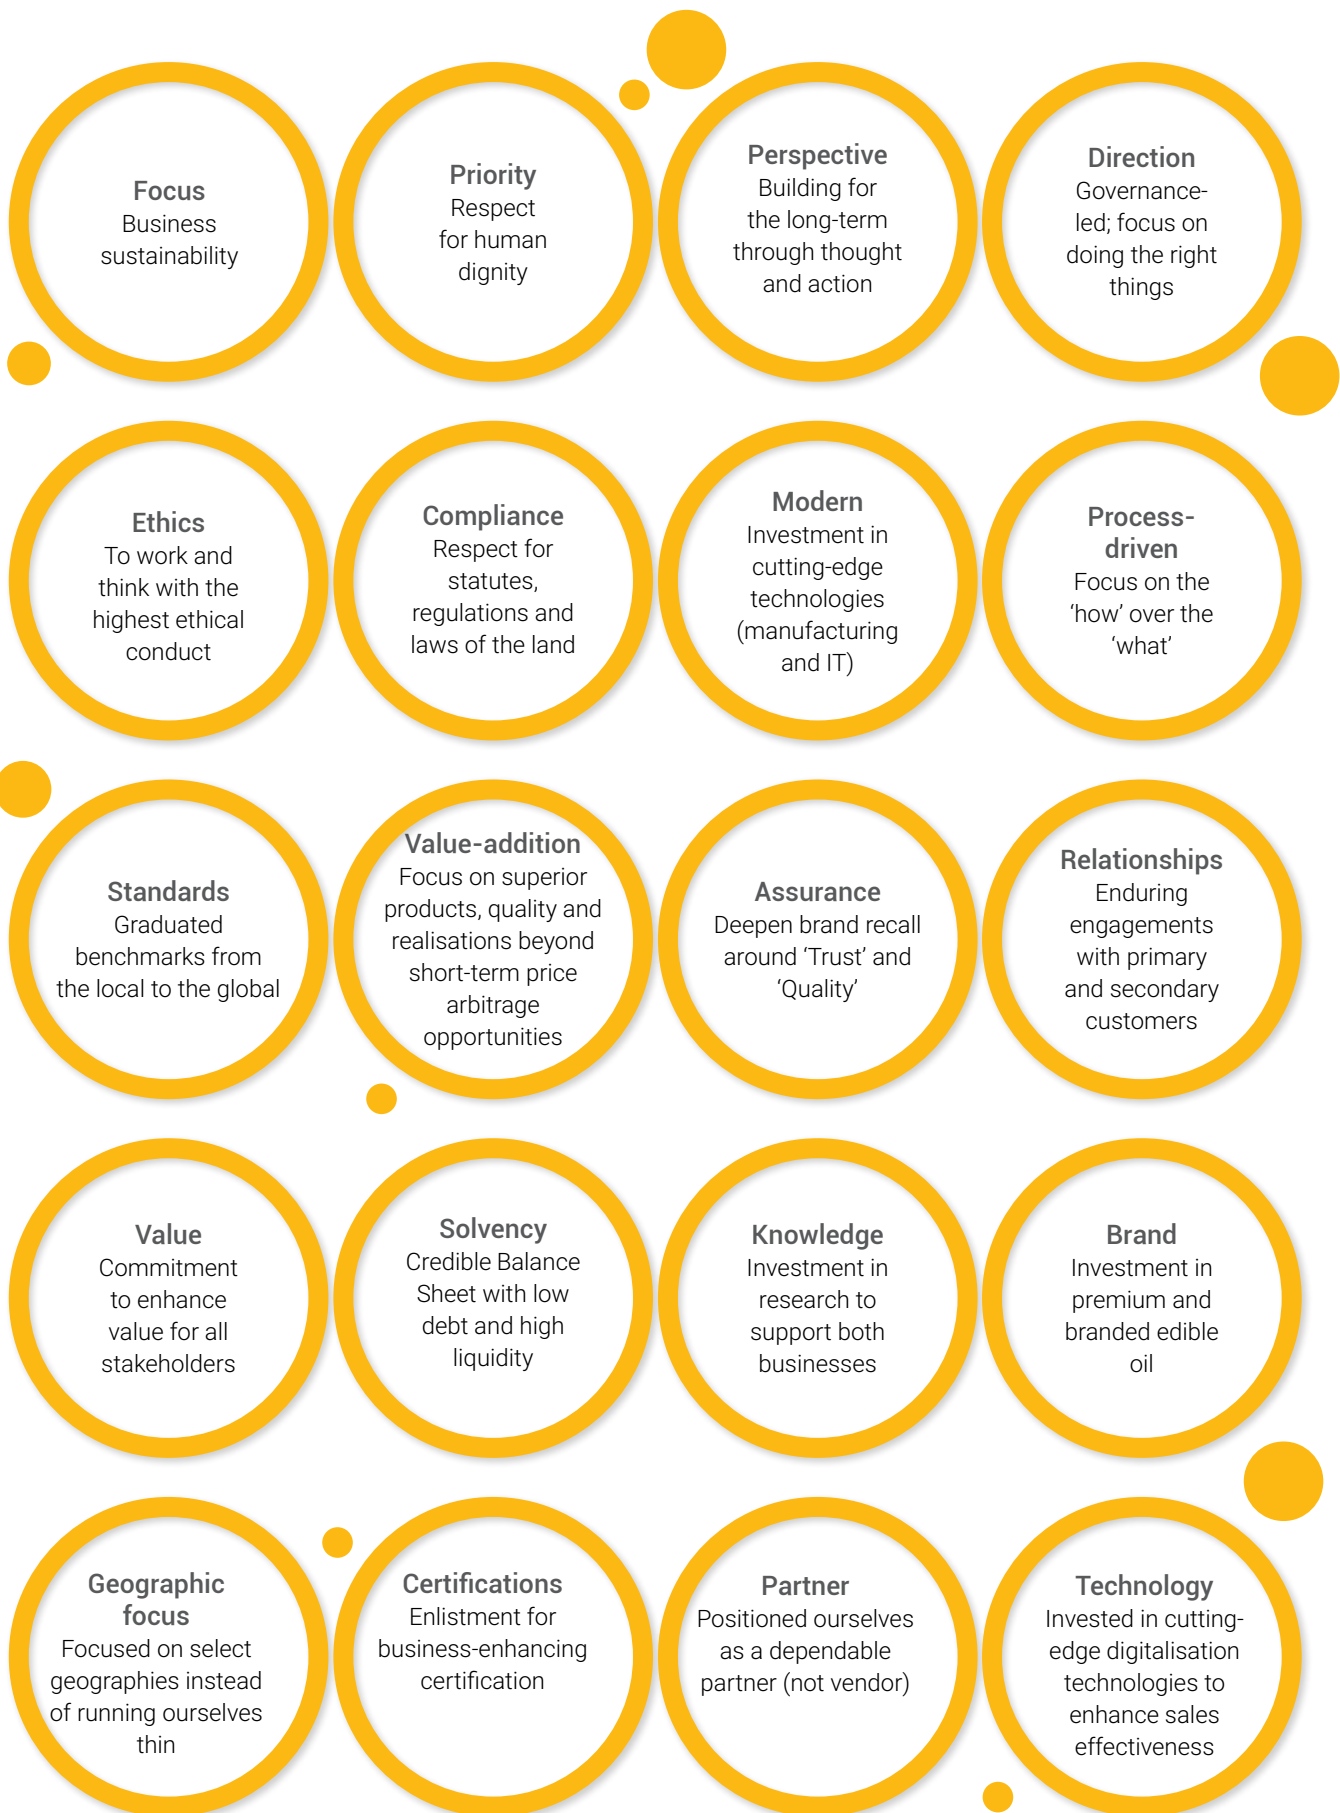 Focus
Business
sustainability
Priority
Respect
for human
dignity
Perspective
Building for
the long-term
through thought
and action
Direction
Governance-
led; focus on
doing the right
things
Ethics
To work and
think with the
highest ethical
conduct
Compliance
Respect for
statutes,
regulations and
laws of the land
Modern
Investment in
cutting-edge
technologies
(manufacturing
and IT)
Process-
driven
Focus on the
‘how’ over the
‘what’
Standards
Graduated
benchmarks from
the local to the global
Value-addition
Focus on superior
products, quality and
realisations beyond
short-term price
arbitrage
opportunities
Assurance
Deepen brand recall
around ‘Trust’ and
‘Quality’
Relationships
Enduring
engagements
with primary
and secondary
customers
Value
Commitment
to enhance
value for all
stakeholders
Solvency
Credible Balance
Sheet with low
debt and high
liquidity
Knowledge
Investment in
research to
support both
businesses
Brand
Investment in
premium and
branded edible
oil
Geographic
focus
Focused on select
geographies instead
of running ourselves
thin
Certifications
Enlistment for
business-enhancing
certification
Partner
Positioned ourselves
as a dependable
partner (not vendor)
Technology
Invested in cutting-
edge digitalisation
technologies to
enhance sales
effectiveness